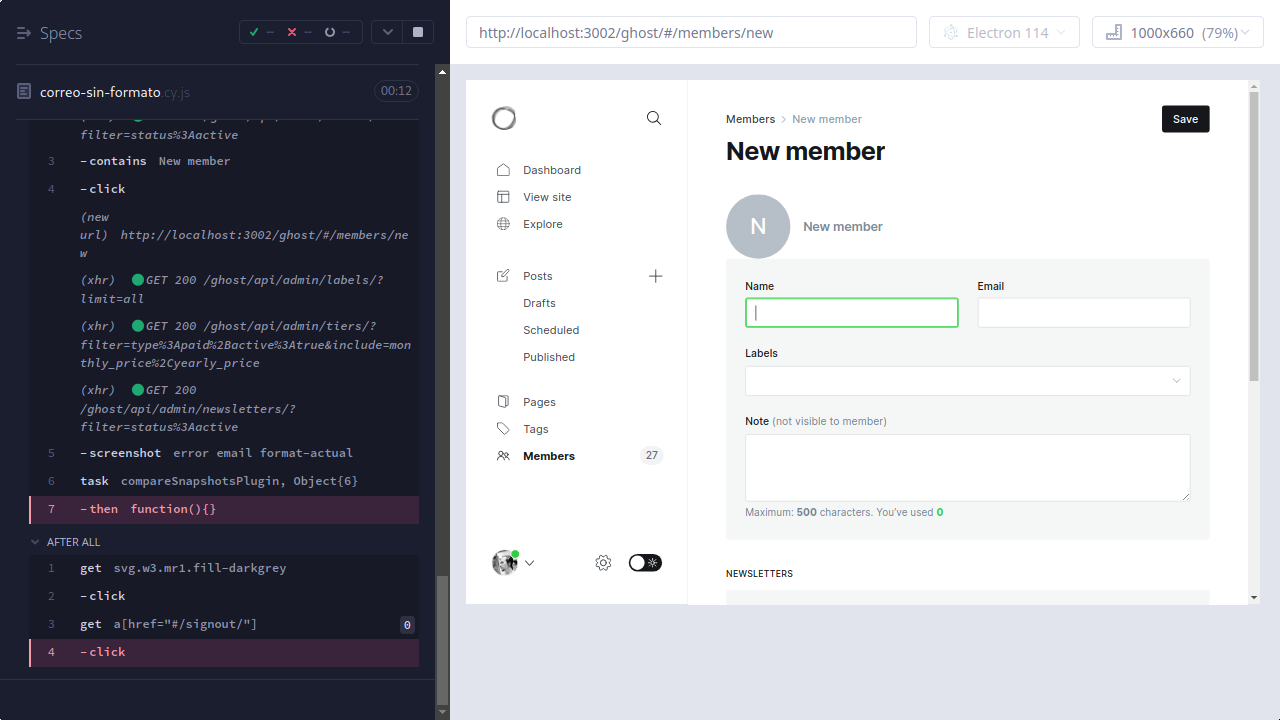 Specs
--
--
--
correo-sin-formato.cy.js
00:12
filter=status%3Aactive
3 -contains New member
4 -click
(new
url) http://localhost:3002/ghost/#/members/ne
w
(xhr) GET 200 /ghost/api/admin/labels/?
limit=all
(xhr) GET 200 /ghost/api/admin/tiers/?
filter=type%3Apaid%2Bactive%3Atrue&include=mon
thly_price%2Cyearly_price
(xhr) GET 200
/ghost/api/admin/newsletters/?
filter=status%3Aactive
5 -screenshot error email format-actual
6 task compareSnapshotsPlugin, Object{6}
7 -then function(){}
AFTER ALL
1 get svg.w3.mr1.fill-darkgrey
2 -click
3 get a[href="#/signout/"] 0
4 -click
http://localhost:3002/ghost/#/members/new
Electron 114
1000x660 (79%)
Dashboard
View site
Explore
Posts
Drafts
Scheduled
Published
Pages
Tags
Members 27
Members > New member
Save
New member
N New member
Name
Email
Labels
Note (not visible to member)
Maximum: 500 characters. You've used 0
NEWSLETTERS